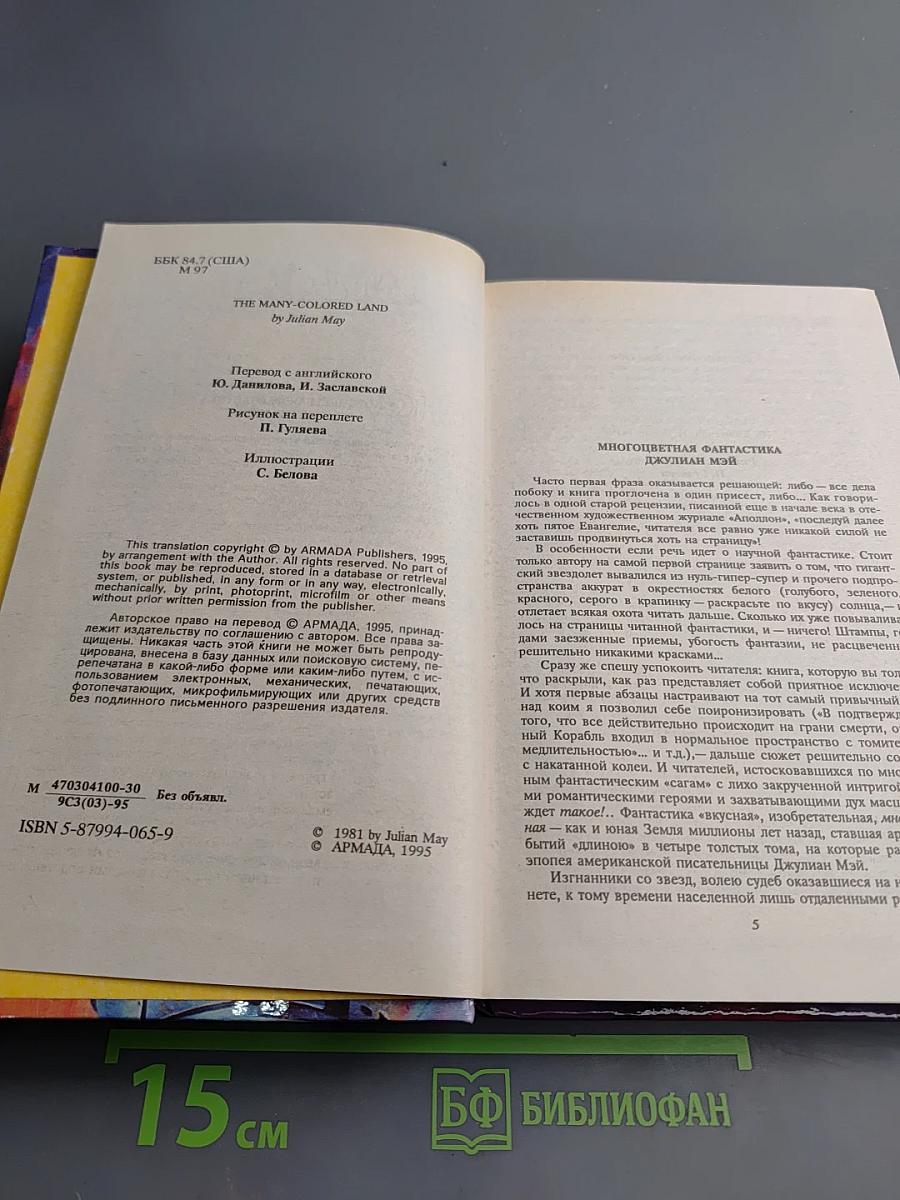 ББК 84.7 (США)
М 97
THE MANY-COLORED LAND
by Julian May
Перевод с английского
Ю. Данилова, И. Заславской
Рисунок на переплете
П. Гуляева
Иллюстрации
С. Белова
This translation copyright © by ARMADA Publishers, 1995,
by arrangement with the Author. All rights reserved. No part of
this book may be reproduced, stored in a database or retrieval
system, or published, in any form or in any way, electronically,
mechanically, by print, photoprint, microfilm or other means
without prior written permission from the publisher.
Авторское право на перевод © АРМАДА, 1995, принад-
лежит издательству по соглашению с автором. Все права за-
щищены. Никакая часть этой книги не может быть репроду-
цирована, внесена в базу данных или поисковую систему, пе-
репечатана в какой-либо форме или каким-либо путем, с ис-
пользованием электронных, механических, печатающих,
фотопечатающих, микрофильмирующих или других средств
без подлинного письменного разрешения издателя.
М 470304100-30
9С3(03)-95 Без объявл.
ISBN 5-87994-065-9
© 1981 by Julian May
© АРМАДА, 1995
МНОГОЦВЕТНАЯ ФАНТАСТИКА
ДЖУЛИАН МЭЙ
Часто первая фраза оказывается решающей: либо — все дела
побоку и книга проглочена в один присест, либо... Как говори-
лось в одной старой рецензии, писанной еще в начале века в оте-
чественном художественном журнале «Аполлон», «последуй далее
хоть пятое Евангелие, читателя все равно уже никакой силой не
заставишь продвинуться хоть на страницу»!
В особенности если речь идет о научной фантастике. Стоит
только автору на самой первой странице заявить о том, что гигант-
ский звездолет вывалился из нуль-гипер-супер и прочего подпро-
странства аккурат в окрестностях белого (голубого, зеленого,
красного, серого в крапинку — раскрасьте по вкусу) солнца,— и
отлетает всякая охота читать дальше. Сколько их уже повывалива
лось на страницы читанной фантастики, и — ничего! Штампы, го
дами заезженные приемы, убогость фантазии, не расцвеченн
решительно никакими красками...
Сразу же спешу успокоить читателя: книга, которую вы тол
что раскрыли, как раз представляет собой приятное исключе
И хотя первые абзацы настраивают на тот самый привычный
над коим я позволил себе поиронизировать («В подтвержд
того, что все действительно происходит на грани смерти, о
ный Корабль входил в нормальное пространство с томите
медлительностью»... и т.д.),— дальше сюжет решительно со
с накатанной колеи. И читателей, истосковавшихся по мно
ным фантастическим «сагам» с лихо закрученной интригой
ми романтическими героями и захватывающими дух масш
ждет такое!.. Фантастика «вкусная», изобретательная, мно
ная — как и юная Земля миллионы лет назад, ставшая ар
бытий «длиною» в четыре толстых тома, на которые ра
эпопея американской писательницы Джулиан Мэй.
Изгнанники со звезд, волею судеб оказавшиеся на н
нете, к тому времени населенной лишь отдаленными р
5
15 см
БФ БИБЛИОФАН